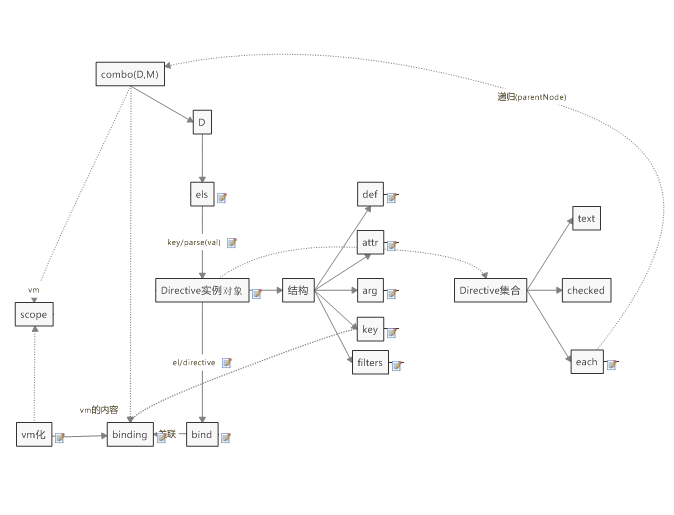 combo(D,M)
递归(parentNode)
D
els
def
text
key/parse(val)
attr
vm
Directive实例对象
结构
arg
Directive集合
checked
scope
key
el/directive
filters
each
vm的内容
vm化
binding
关联
bind